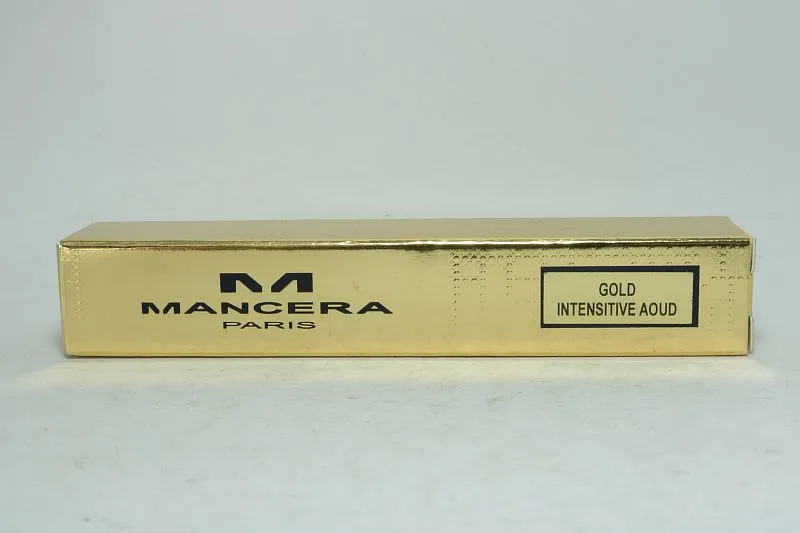 M
MANCERA
PARIS
GOLD
INTENSITIVE AOUD